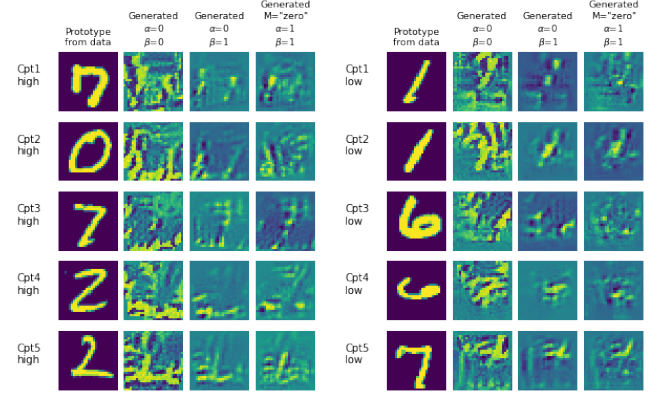 Prototype
from data
Generated
α=0
β=0
Generated
α=0
β=1
Generated
M="zero"
α=1
β=1
Prototype
from data
Generated
α=0
β=0
Generated
α=0
β=1
Generated
M="zero"
α=1
β=1
Cpt1
high
Cpt1
low
Cpt2
high
Cpt2
low
Cpt3
high
Cpt3
low
Cpt4
high
Cpt4
low
Cpt5
high
Cpt5
low